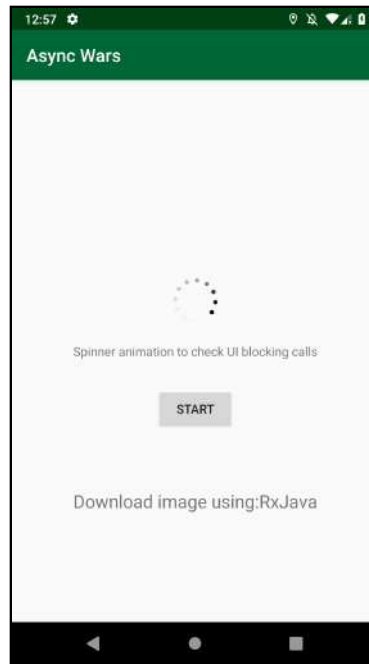 12:57
Async Wars
Spinner animation to check UI blocking calls
START
Download image using:RxJava